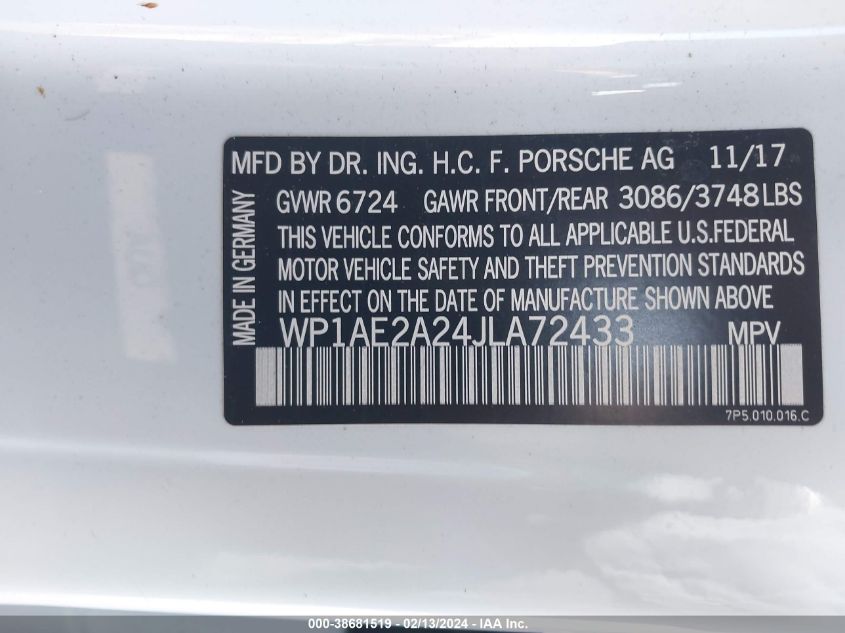 MFD BY DR. ING. H.C. F. PORSCHE AG 11/17
GVWR 6724 GAWR FRONT/REAR 3086/3748 LBS
MADE IN GERMANY
THIS VEHICLE CONFORMS TO ALL APPLICABLE U.S.FEDERAL
MOTOR VEHICLE SAFETY AND THEFT PREVENTION STANDARDS
IN EFFECT ON THE DATE OF MANUFACTURE SHOWN ABOVE
WP1AE2A24JLA72433 MPV
7P5.010.016.C
000-38681519 - 02/13/2024 - IAA Inc.